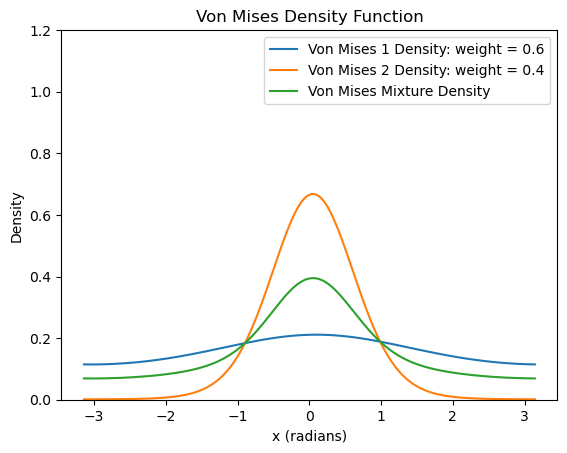 Von Mises Density Function
Von Mises 1 Density: weight = 0.6
Von Mises 2 Density: weight = 0.4
Von Mises Mixture Density
Density
1.2
1.0
0.8
0.6
0.4
0.2
0.0
−3 −2 −1 0 1 2 3
x (radians)